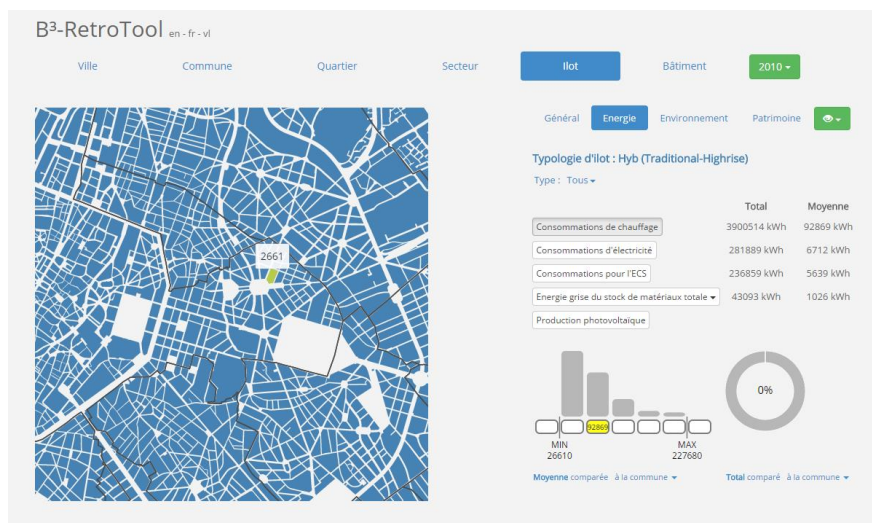 B³-RetroTool en - fr - vl
Ville Commune Quartier Secteur Ilot Bâtiment 2010
Général Energie Environnement Patrimoine
Typologie d'ilot : Hyb (Traditional-Highrise)
Type : Tous
Total Moyenne
Consommations de chauffage 3900514 kWh 92869 kWh
Consommations d'électricité 281889 kWh 6712 kWh
Consommations pour l'ECS 236859 kWh 5639 kWh
Energie grise du stock de matériaux totale 43093 kWh 1026 kWh
Production photovoltaïque
2661
0%
92869
MIN MAX
26610 227680
Moyenne comparée à la commune Total comparé à la commune